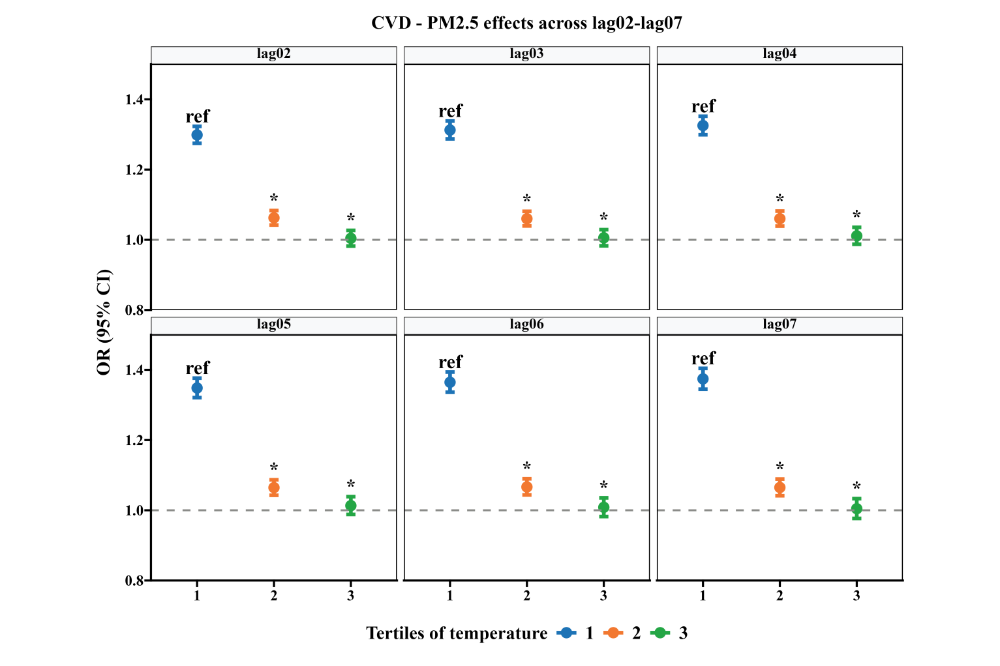 CVD - PM2.5 effects across lag02-lag07
lag02
lag03
lag04
1.4
1.2
1.0
0.8
ref
*
*
ref
*
*
ref
*
*
OR (95% CI)
lag05
lag06
lag07
1.4
1.2
1.0
0.8
ref
*
*
ref
*
*
ref
*
*
1 2 3
1 2 3
1 2 3
Tertiles of temperature 1 2 3